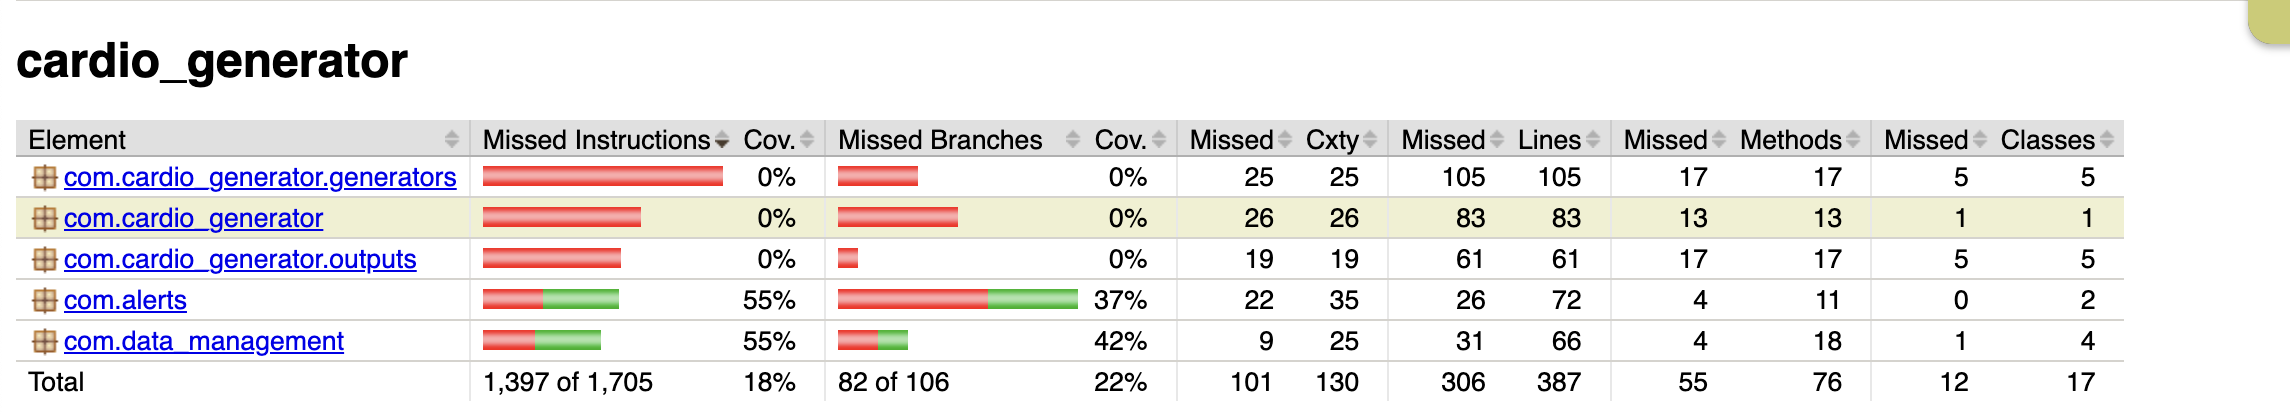 cardio_generator
Element Missed Instructions Cov. Missed Branches Cov. Missed Cxty Missed Lines Missed Methods Missed Classes
com.cardio_generator.generators 0% 0% 25 25 105 105 17 17 5 5
com.cardio_generator 0% 0% 26 26 83 83 13 13 1 1
com.cardio_generator.outputs 0% 0% 19 19 61 61 17 17 5 5
com.alerts 55% 37% 22 35 26 72 4 11 0 2
com.data_management 55% 42% 9 25 31 66 4 18 1 4
Total 1,397 of 1,705 18% 82 of 106 22% 101 130 306 387 55 76 12 17